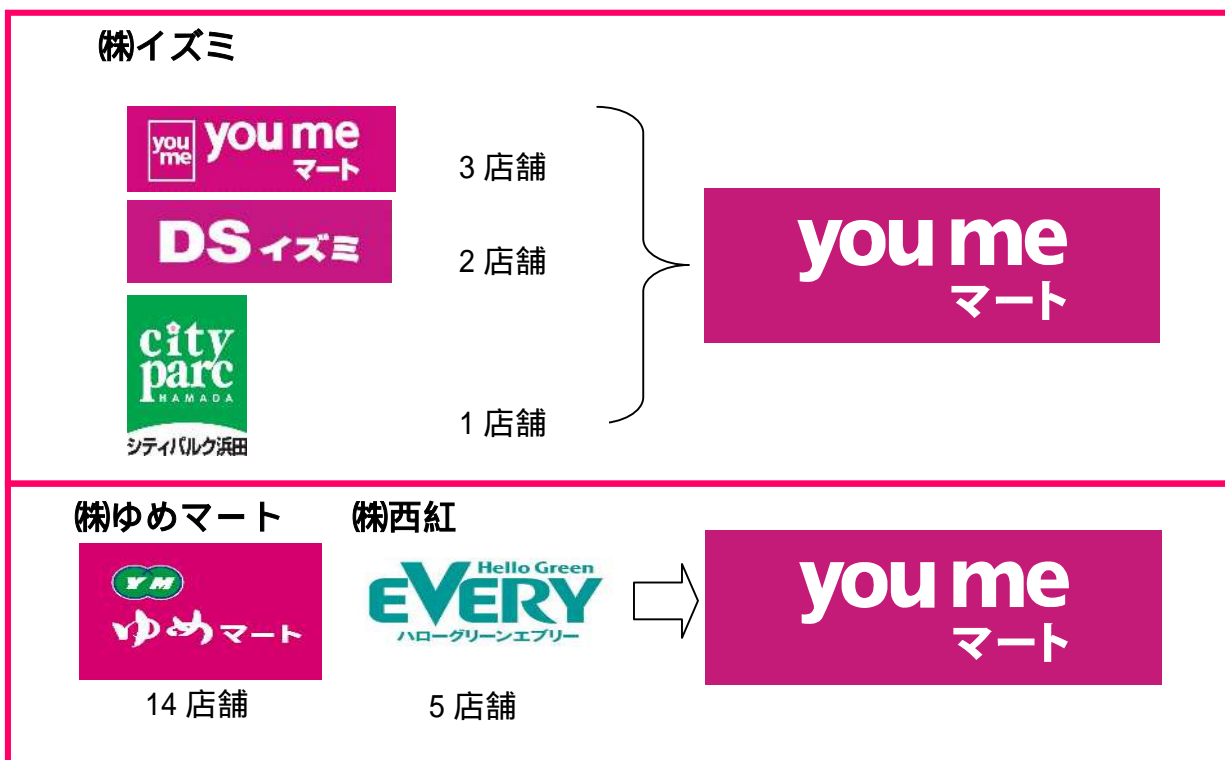 ㈱イズミ
you me
you me
マート
3 店舗
DS イズミ
2 店舗
city
parc
HAMADA
シティパルク浜田
1 店舗
you me
マート
㈱ゆめマート
YM
ゆめマート
14 店舗
㈱西紅
Hello Green
EVERY
ハローグリーンエブリー
5 店舗
you me
マート